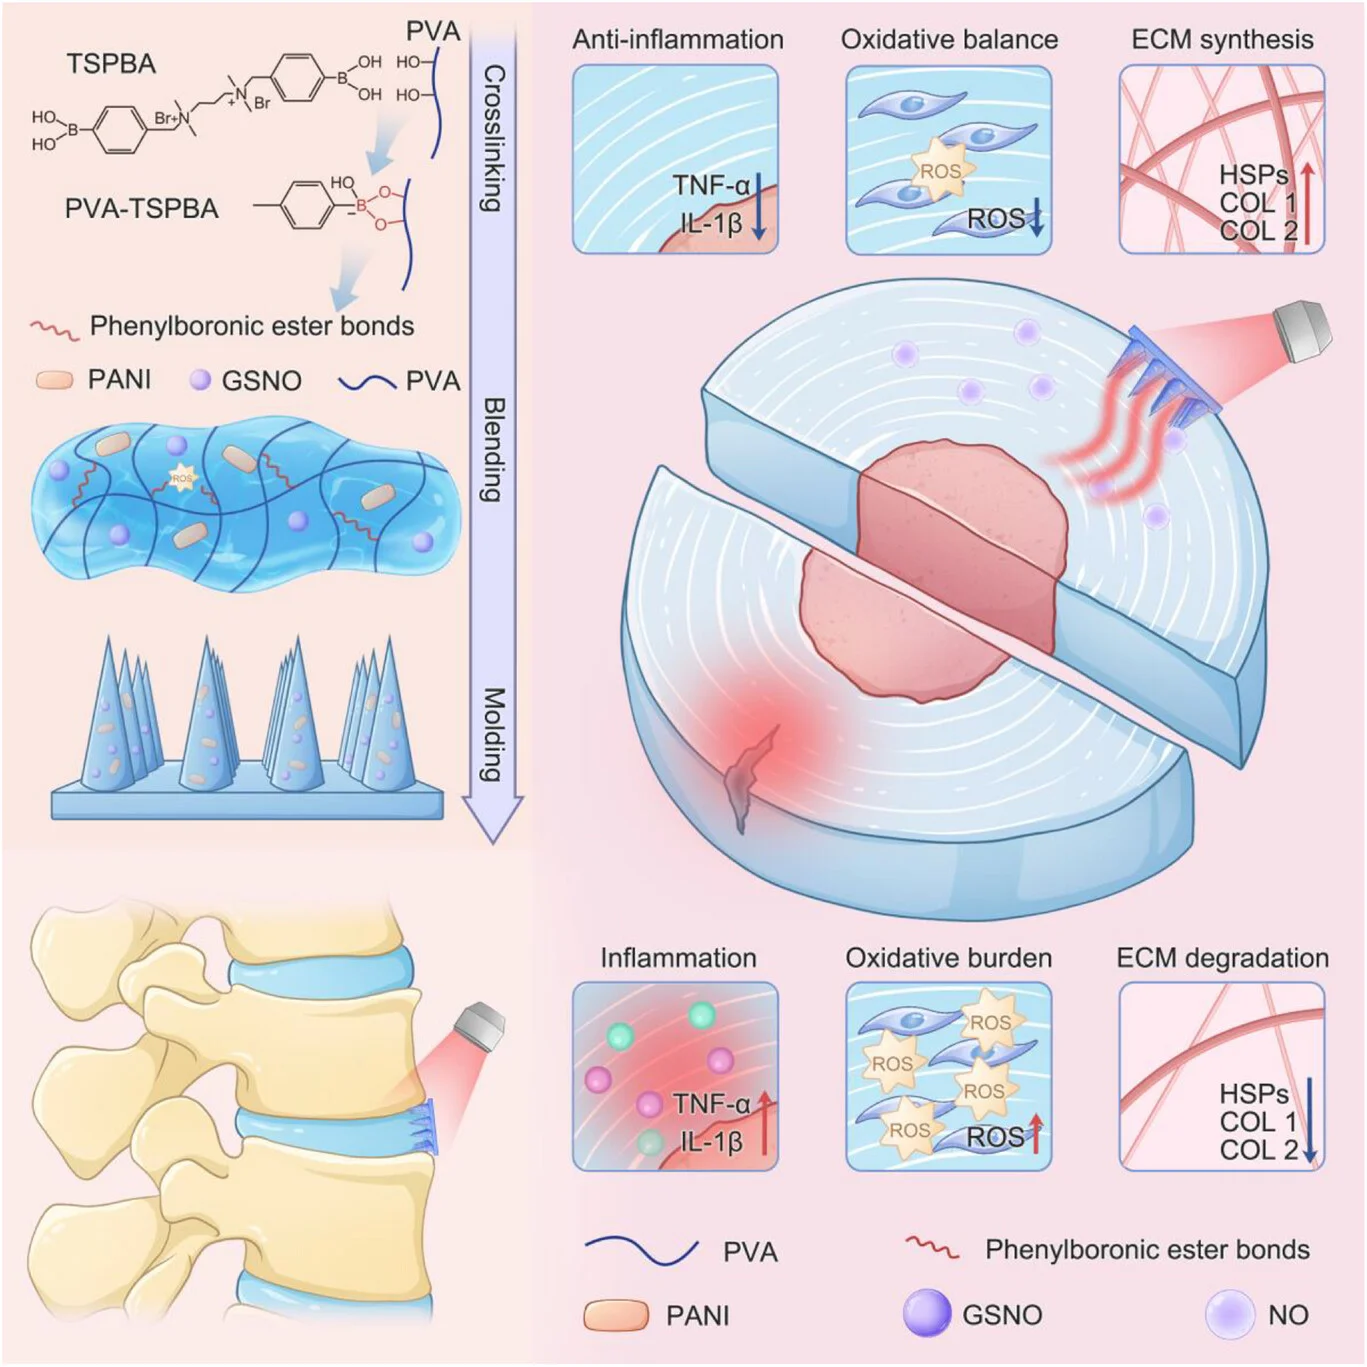 TSPBA
PVA
HO
HO
B
Br+N
N
+
Br
B
OH
OH
HO
HO
Crosslinking
PVA-TSPBA
HO
B
−
O
O
Phenylboronic ester bonds
PANI
GSNO
PVA
ROS
Blending
Molding
Anti-inflammation
TNF-α
IL-1β
Oxidative balance
ROS
ROS
ECM synthesis
HSPs
COL 1
COL 2
Inflammation
TNF-α
IL-1β
Oxidative burden
ROS
ROS
ROS
ROS
ROS
ECM degradation
HSPs
COL 1
COL 2
PVA
Phenylboronic ester bonds
PANI
GSNO
NO